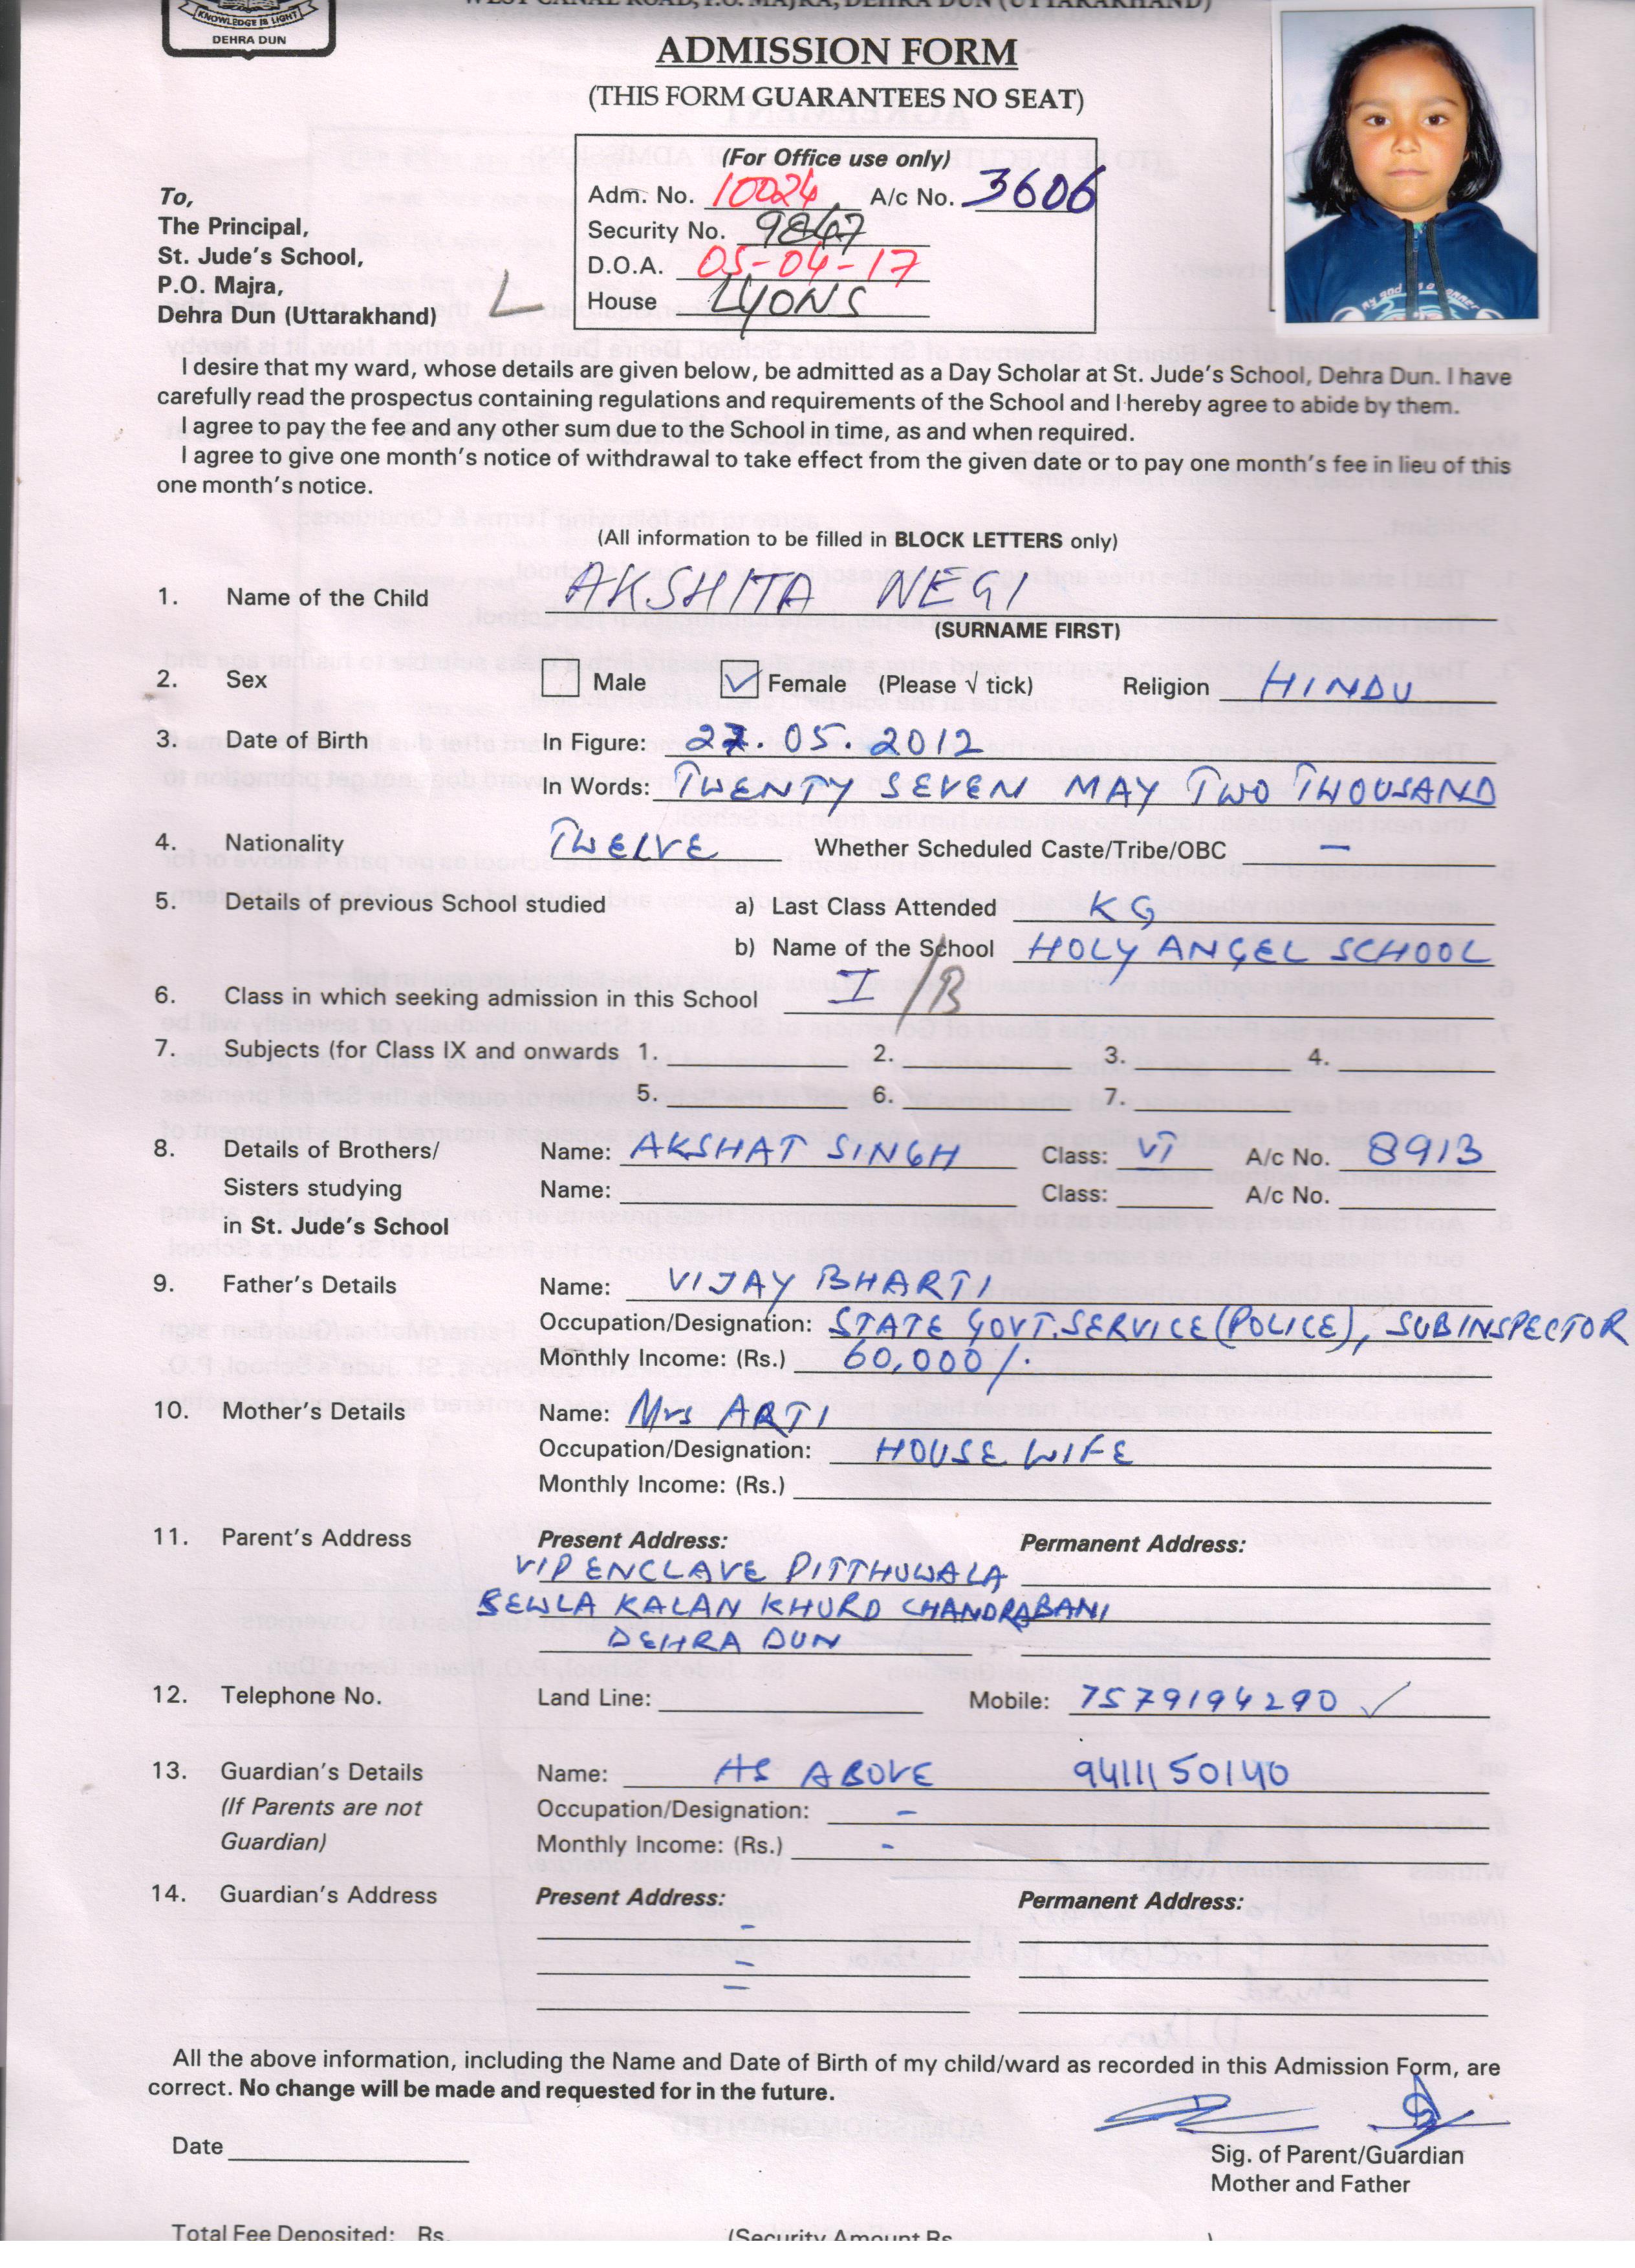 KNOWLEDGE IS LIGHT
DEHRA DUN
WEST CANAL ROAD, P.O. MAJRA, DEHRA DUN (UTTARAKHAND)
ADMISSION FORM
(THIS FORM GUARANTEES NO SEAT)
(For Office use only)
Adm. No. 10024 A/c No. 3606
Security No. 9847
D.O.A. 05-04-17
House LYONS
To,
The Principal,
St. Jude's School,
P.O. Majra,
Dehra Dun (Uttarakhand)
L
I desire that my ward, whose details are given below, be admitted as a Day Scholar at St. Jude's School, Dehra Dun. I have
carefully read the prospectus containing regulations and requirements of the School and I hereby agree to abide by them.
I agree to pay the fee and any other sum due to the School in time, as and when required.
I agree to give one month's notice of withdrawal to take effect from the given date or to pay one month's fee in lieu of this
one month's notice.
(All information to be filled in BLOCK LETTERS only)
1. Name of the Child AKSHITA NEGI
(SURNAME FIRST)
2. Sex Male ✓ Female (Please √ tick) Religion HINDU
3. Date of Birth In Figure: 27.05.2012
In Words: TWENTY SEVEN MAY TWO THOUSAND
4. Nationality TWELVE Whether Scheduled Caste/Tribe/OBC —
5. Details of previous School studied a) Last Class Attended KG
b) Name of the School HOLY ANGEL SCHOOL
6. Class in which seeking admission in this School I /B
7. Subjects (for Class IX and onwards 1. 2. 3. 4.
5. 6. 7.
8. Details of Brothers/ Name: AKSHAT SINGH Class: VI A/c No. 8913
Sisters studying Name: Class: A/c No.
in St. Jude's School
9. Father's Details Name: VIJAY BHARTI
Occupation/Designation: STATE GOVT. SERVICE (POLICE), SUBINSPECTOR
Monthly Income: (Rs.) 60,000/.
10. Mother's Details Name: Mrs ARTI
Occupation/Designation: HOUSE WIFE
Monthly Income: (Rs.)
11. Parent's Address Present Address: Permanent Address:
VIP ENCLAVE PITTHUWALA
SEWLA KALAN KHURD CHANDRABANI
DEHRA DUN
12. Telephone No. Land Line: Mobile: 7579194290 ✓
13. Guardian's Details Name: AS ABOVE 9411150140
(If Parents are not Occupation/Designation: -
Guardian) Monthly Income: (Rs.) -
14. Guardian's Address Present Address: Permanent Address:
-
-
-
All the above information, including the Name and Date of Birth of my child/ward as recorded in this Admission Form, are
correct. No change will be made and requested for in the future.
Date
Sig. of Parent/Guardian
Mother and Father
Total Fee Deposited: Rs. (Security Amount Rs. )